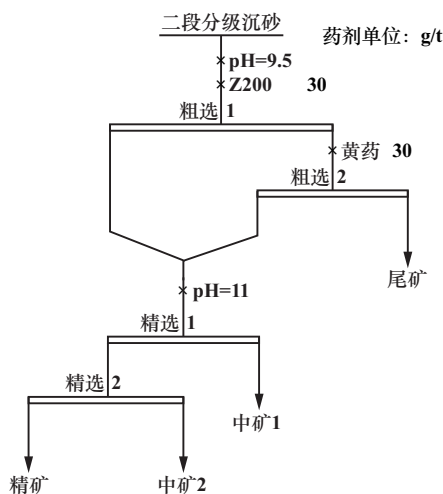 二段分级沉砂
药剂单位：g/t
pH=9.5
Z200 30
粗选 1
黄药 30
粗选 2
尾矿
pH=11
精选 1
精选 2
中矿1
精矿
中矿2